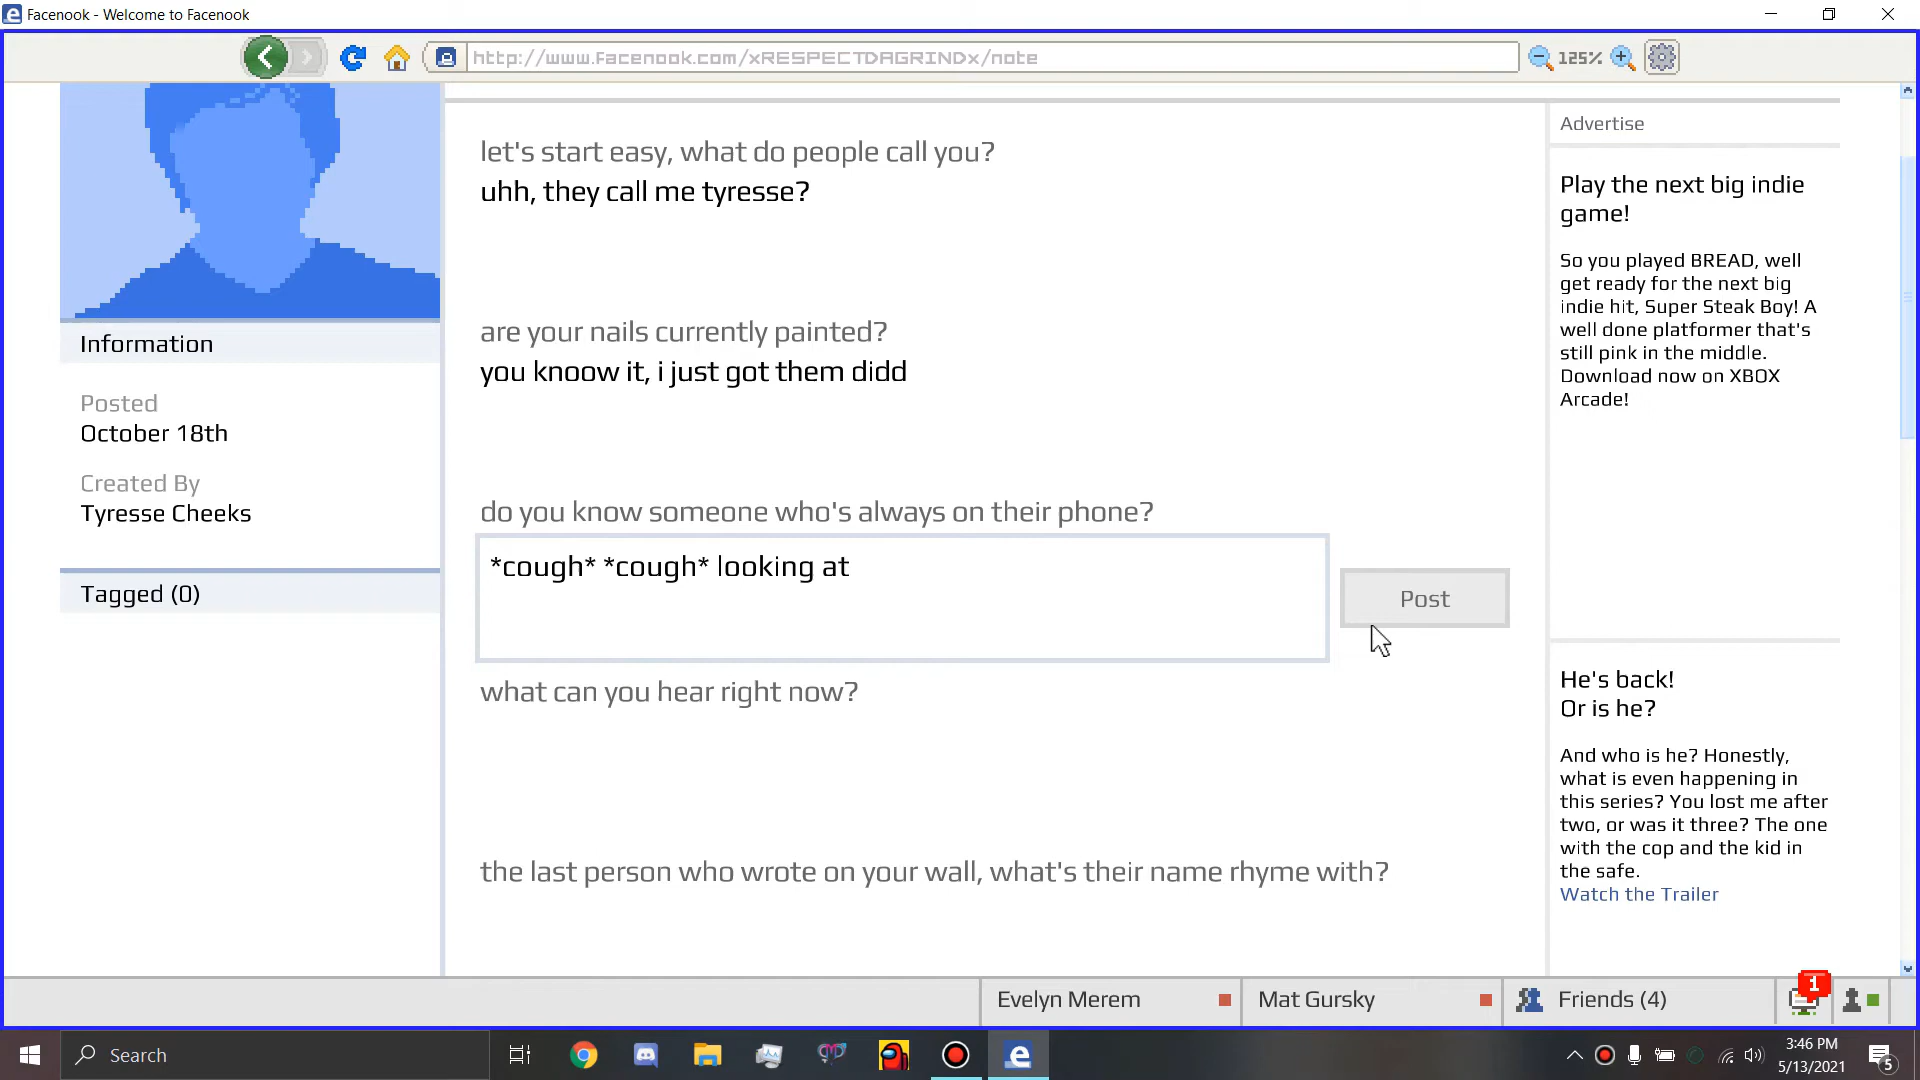 Facenook - Welcome to Facenook
http://www.Facenook.com/xRESPECTDAGRINDx/note
125%
let's start easy, what do people call you?
uhh, they call me tyresse?
are your nails currently painted?
you knoow it, i just got them didd
do you know someone who's always on their phone?
*cough* *cough* looking at
Post
what can you hear right now?
the last person who wrote on your wall, what's their name rhyme with?
Information
Posted
October 18th
Created By
Tyresse Cheeks
Tagged (0)
Advertise
Play the next big indie
game!
So you played BREAD, well
get ready for the next big
indie hit, Super Steak Boy! A
well done platformer that's
still pink in the middle.
Download now on XBOX
Arcade!
He's back!
Or is he?
And who is he? Honestly,
what is even happening in
this series? You lost me after
two, or was it three? The one
with the cop and the kid in
the safe.
Watch the Trailer
Evelyn Merem
Mat Gursky
Friends (4)
1
Search
3:46 PM
5/13/2021
5